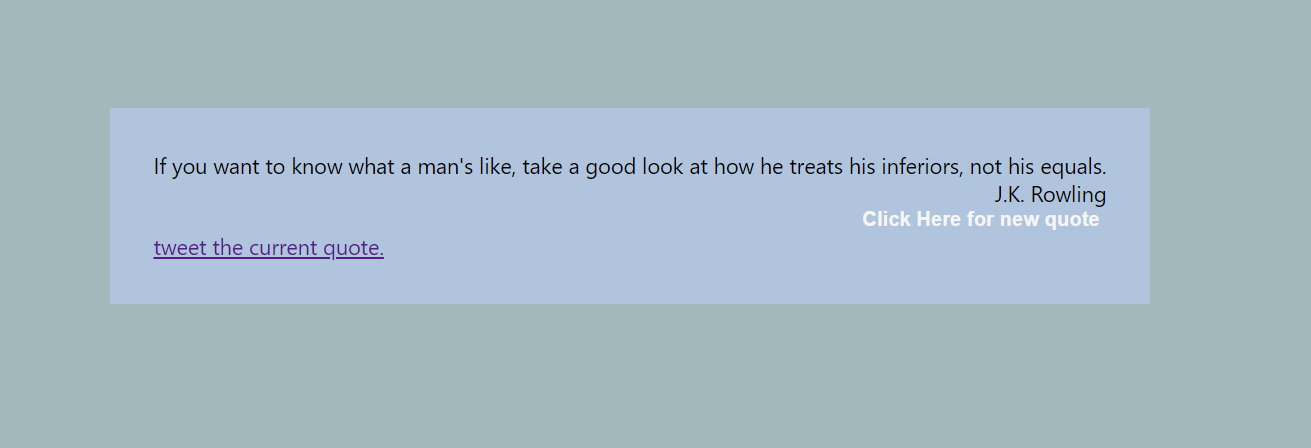 If you want to know what a man's like, take a good look at how he treats his inferiors, not his equals.
J.K. Rowling
Click Here for new quote
tweet the current quote.